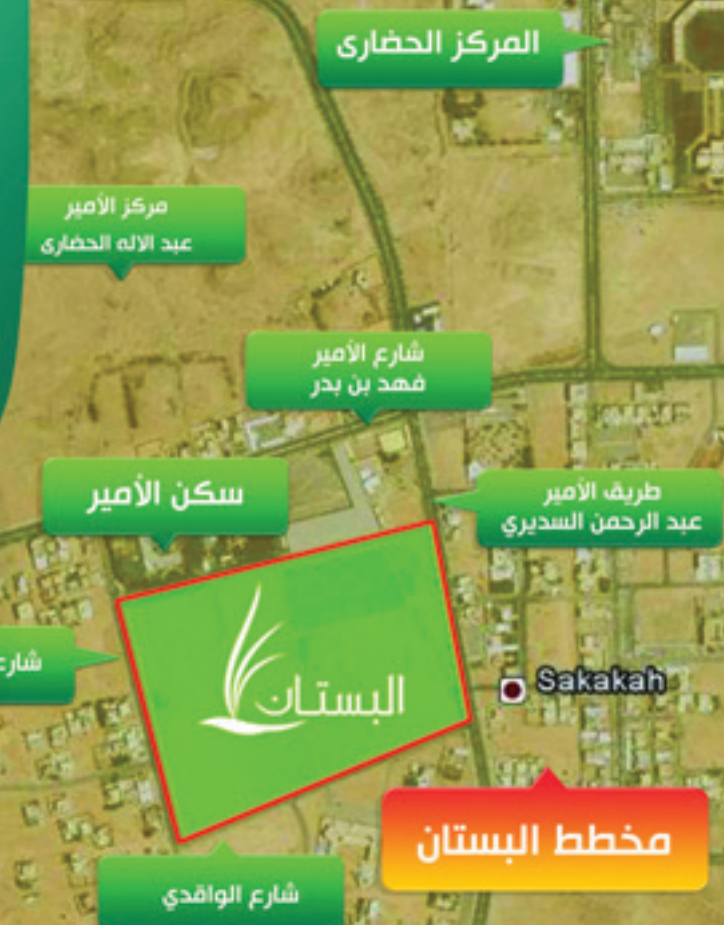 المركز الحضارى
مركز الأمير
عبد الاله الحضارى
شارع الأمير
فهد بن بدر
سكن الأمير
طريق الأمير
عبد الرحمن السديري
البستان
Sakakah
مخطط البستان
شارع الواقدي